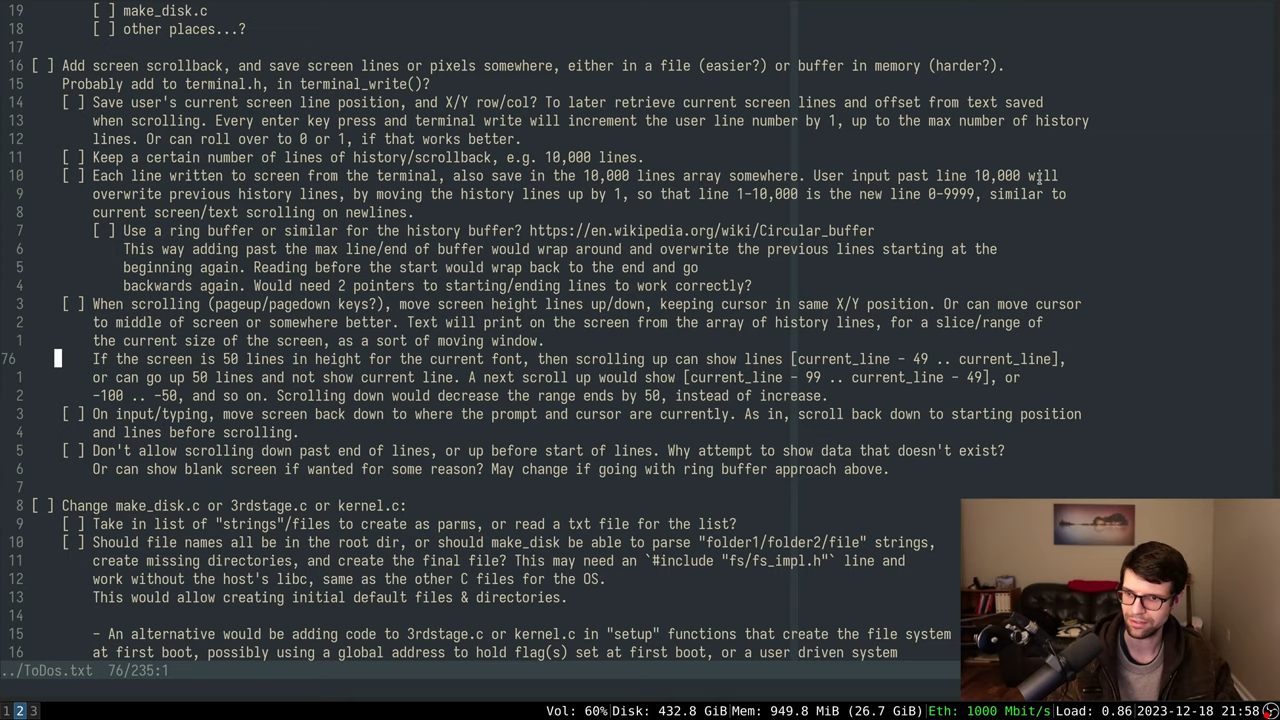 19 [ ] make_disk.c
18 [ ] other places...?
17
16 [ ] Add screen scrollback, and save screen lines or pixels somewhere, either in a file (easier?) or buffer in memory (harder?).
15 Probably add to terminal.h, in terminal_write()?
14 [ ] Save user's current screen line position, and X/Y row/col? To later retrieve current screen lines and offset from text saved
13 when scrolling. Every enter key press and terminal write will increment the user line number by 1, up to the max number of history
12 lines. Or can roll over to 0 or 1, if that works better.
11 [ ] Keep a certain number of lines of history/scrollback, e.g. 10,000 lines.
10 [ ] Each line written to screen from the terminal, also save in the 10,000 lines array somewhere. User input past line 10,000 will
9 overwrite previous history lines, by moving the history lines up by 1, so that line 1-10,000 is the new line 0-9999, similar to
8 current screen/text scrolling on newlines.
7 [ ] Use a ring buffer or similar for the history buffer? https://en.wikipedia.org/wiki/Circular_buffer
6 This way adding past the max line/end of buffer would wrap around and overwrite the previous lines starting at the
5 beginning again. Reading before the start would wrap back to the end and go
4 backwards again. Would need 2 pointers to starting/ending lines to work correctly?
3 [ ] When scrolling (pageup/pagedown keys?), move screen height lines up/down, keeping cursor in same X/Y position. Or can move cursor
2 to middle of screen or somewhere better. Text will print on the screen from the array of history lines, for a slice/range of
1 the current size of the screen, as a sort of moving window.
76 If the screen is 50 lines in height for the current font, then scrolling up can show lines [current_line - 49 .. current_line],
1 or can go up 50 lines and not show current line. A next scroll up would show [current_line - 99 .. current_line - 49], or
2 -100 .. -50, and so on. Scrolling down would decrease the range ends by 50, instead of increase.
3 [ ] On input/typing, move screen back down to where the prompt and cursor are currently. As in, scroll back down to starting position
4 and lines before scrolling.
5 [ ] Don't allow scrolling down past end of lines, or up before start of lines. Why attempt to show data that doesn't exist?
6 Or can show blank screen if wanted for some reason? May change if going with ring buffer approach above.
7
8 [ ] Change make_disk.c or 3rdstage.c or kernel.c:
9 [ ] Take in list of "strings"/files to create as parms, or read a txt file for the list?
10 [ ] Should file names all be in the root dir, or should make_disk be able to parse "folder1/folder2/file" strings,
11 create missing directories, and create the final file? This may need an `#include "fs/fs_impl.h"` line and
12 work without the host's libc, same as the other C files for the OS.
13 This would allow creating initial default files & directories.
14
15 - An alternative would be adding code to 3rdstage.c or kernel.c in "setup" functions that create the file system
16 at first boot, possibly using a global address to hold flag(s) set at first boot, or a user driven system
../ToDos.txt 76/235:1
1 2 3 Vol: 60%|Disk: 432.8 GiB|Mem: 949.8 MiB (26.7 GiB)|Eth: 1000 Mbit/s|Load: 0.86|2023-12-18 21:58